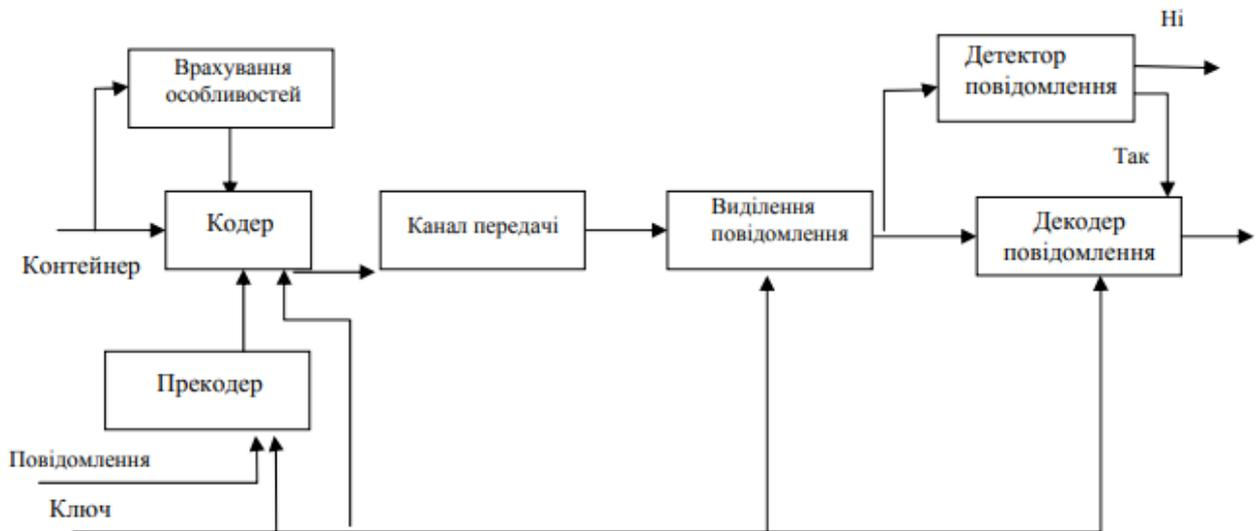 Ні
Врахування
особливостей
Детектор
повідомлення
Так
Кодер
Канал передачі
Виділення
повідомлення
Декодер
повідомлення
Контейнер
Прекодер
Повідомлення
Ключ